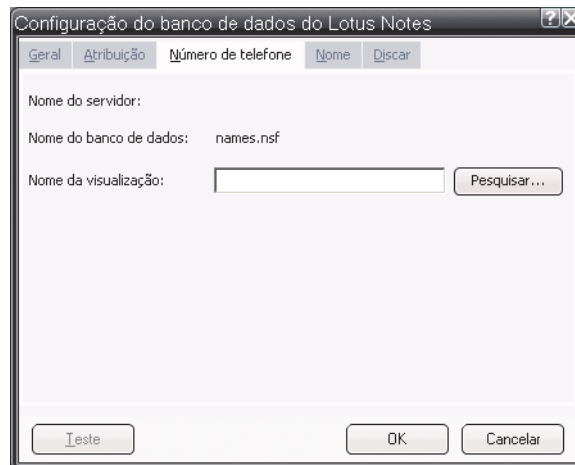 Configuração do banco de dados do Lotus Notes
Geral Atribuição Número de telefone Nome Discar
Nome do servidor:
Nome do banco de dados: names.nsf
Nome da visualização: Pesquisar...
Teste OK Cancelar